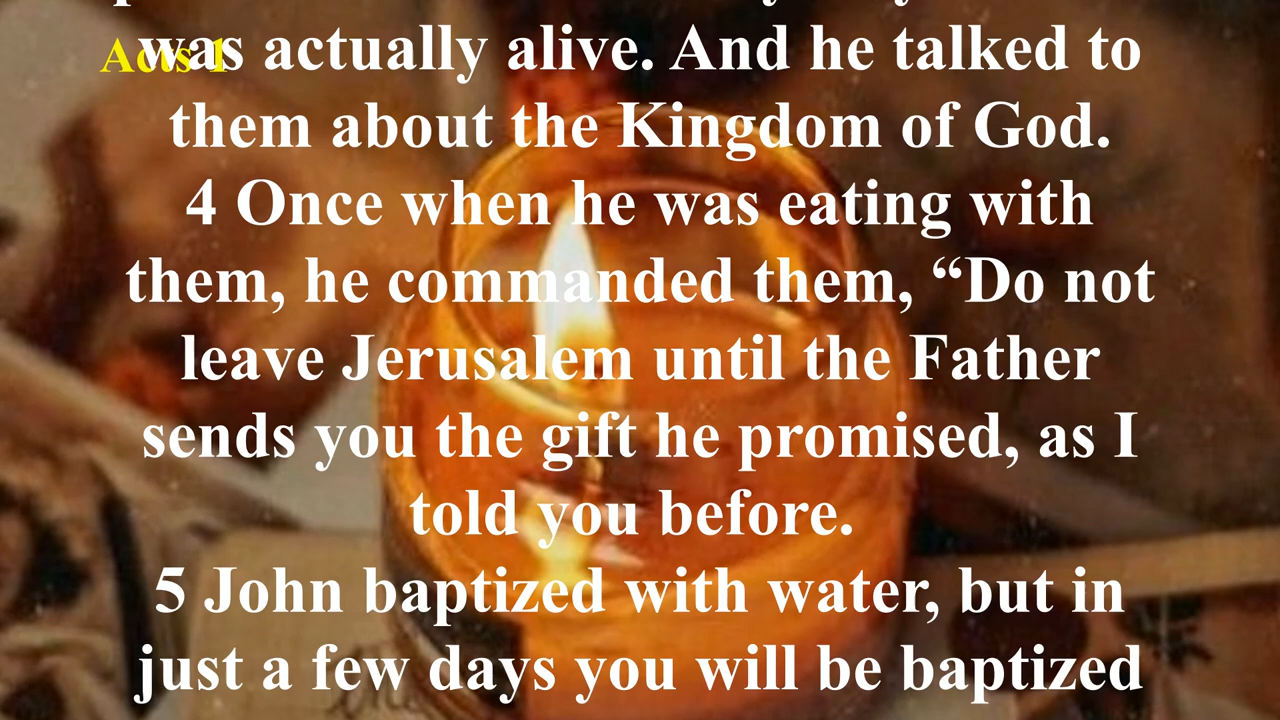 Acts 1
was actually alive. And he talked to
them about the Kingdom of God.
4 Once when he was eating with
them, he commanded them, “Do not
leave Jerusalem until the Father
sends you the gift he promised, as I
told you before.
5 John baptized with water, but in
just a few days you will be baptized